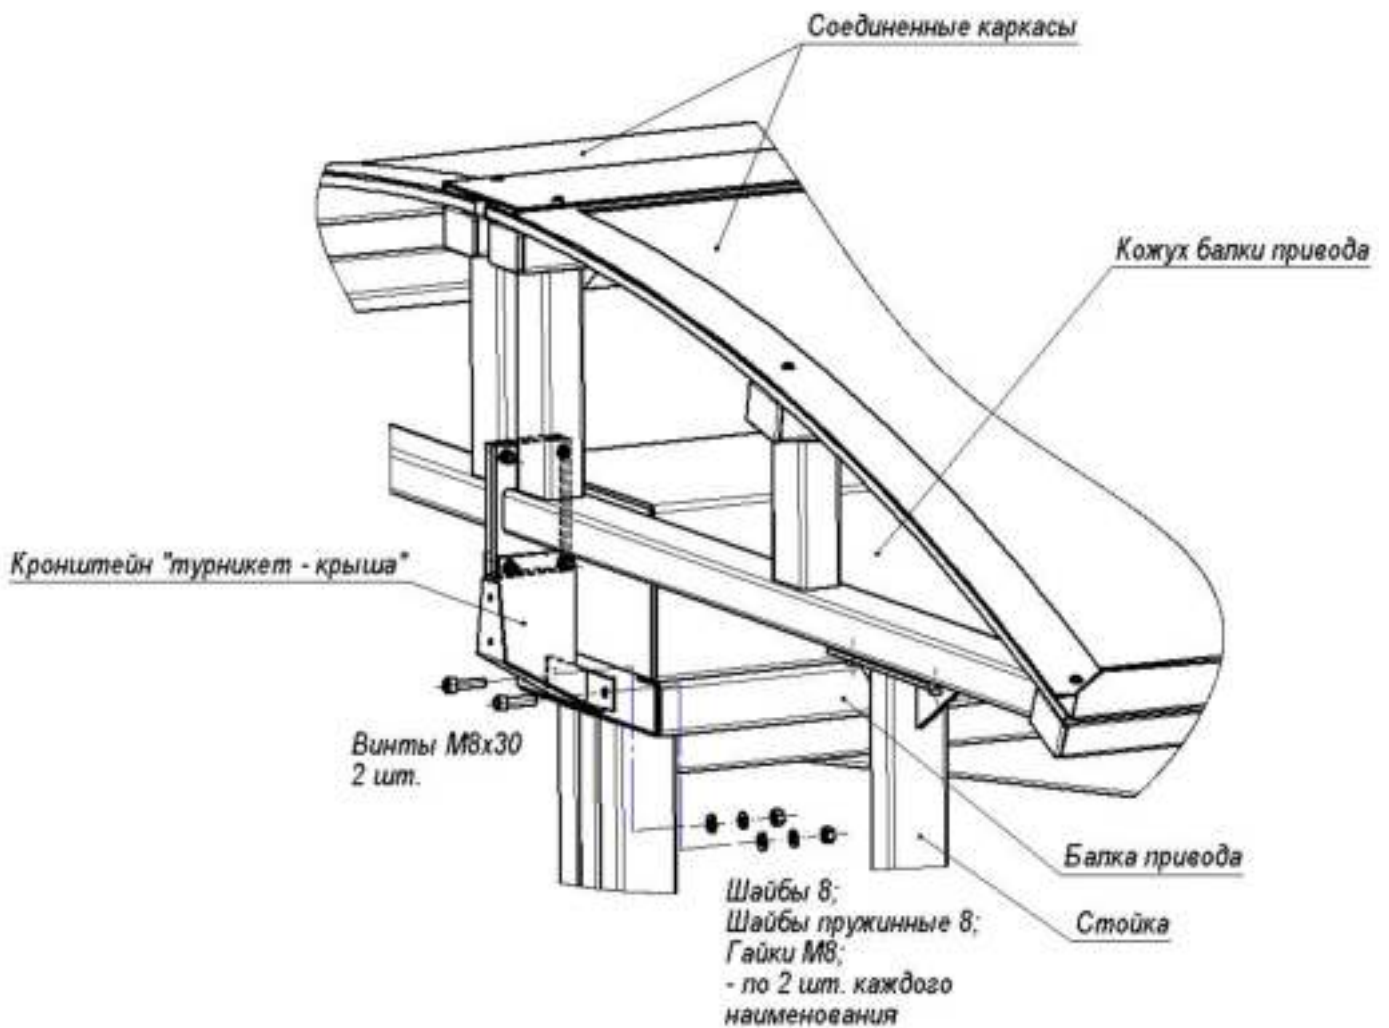 Соединенные каркасы
Кожух балки привода
Кронштейн "турникет - крыша"
Винты М8х30
2 шт.
Балка привода
Шайбы 8;
Шайбы пружинные 8;
Гайки М8;
- по 2 шт. каждого
наименования
Стойка